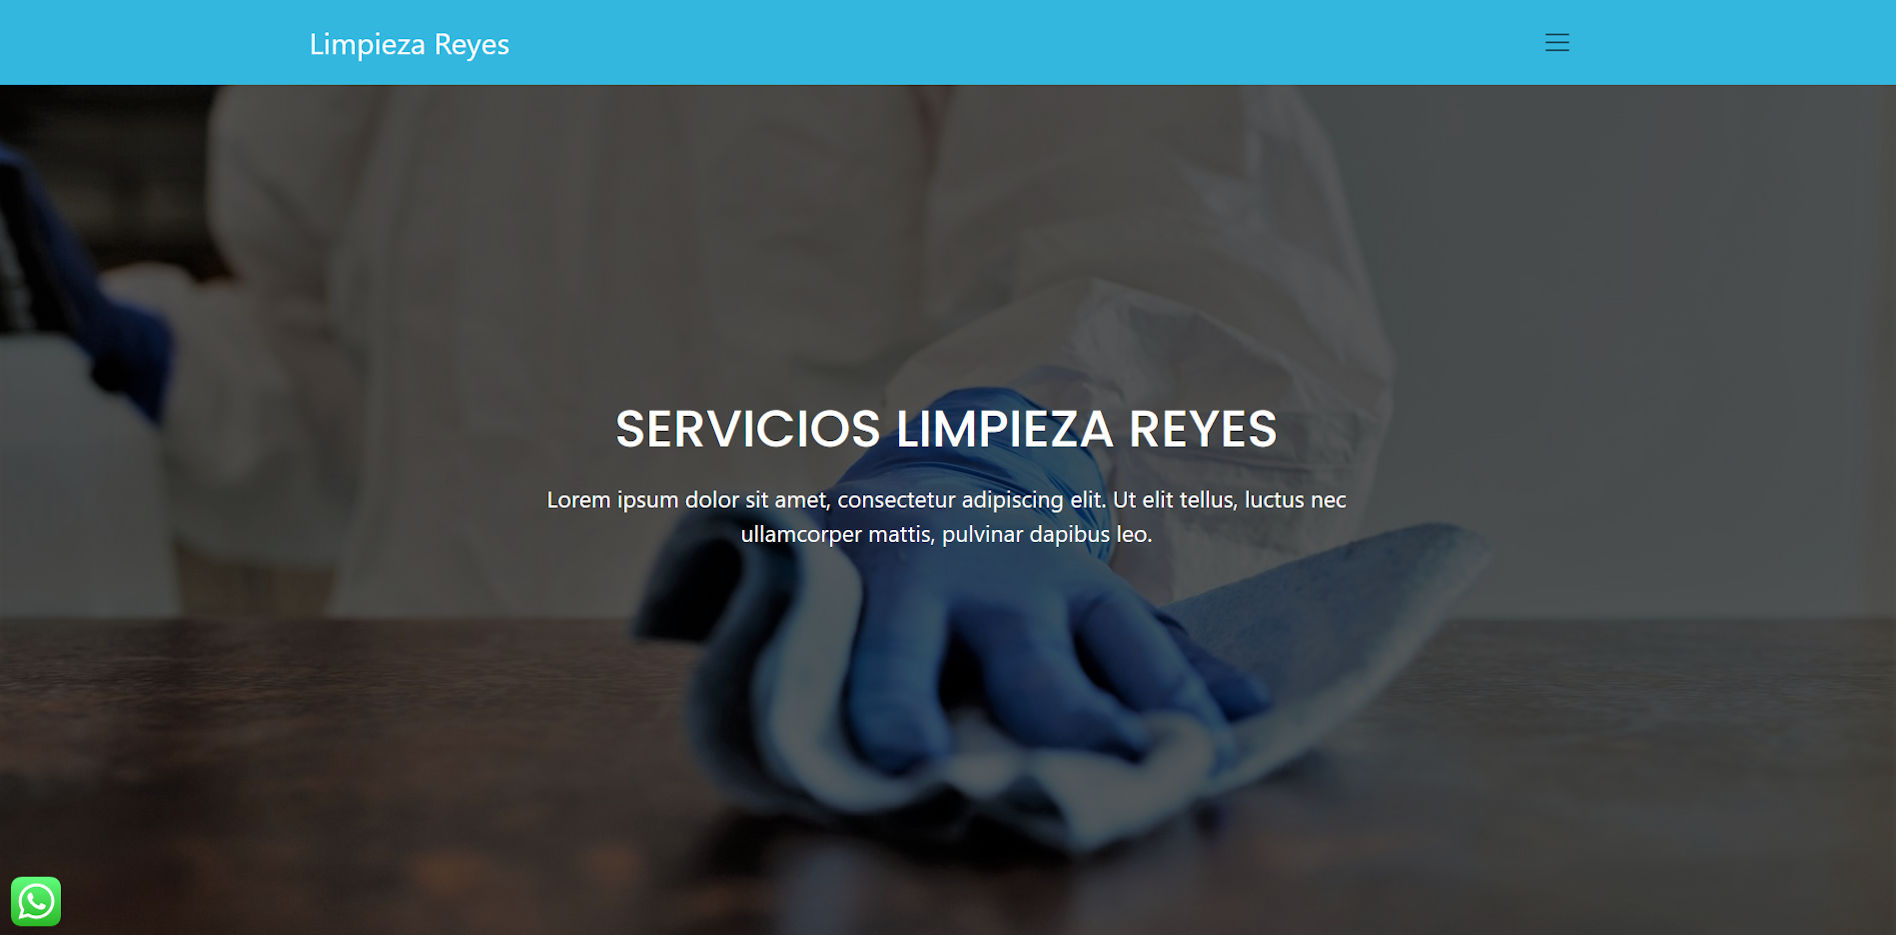 Limpieza Reyes
SERVICIOS LIMPIEZA REYES
Lorem ipsum dolor sit amet, consectetur adipiscing elit. Ut elit tellus, luctus nec
ullamcorper mattis, pulvinar dapibus leo.